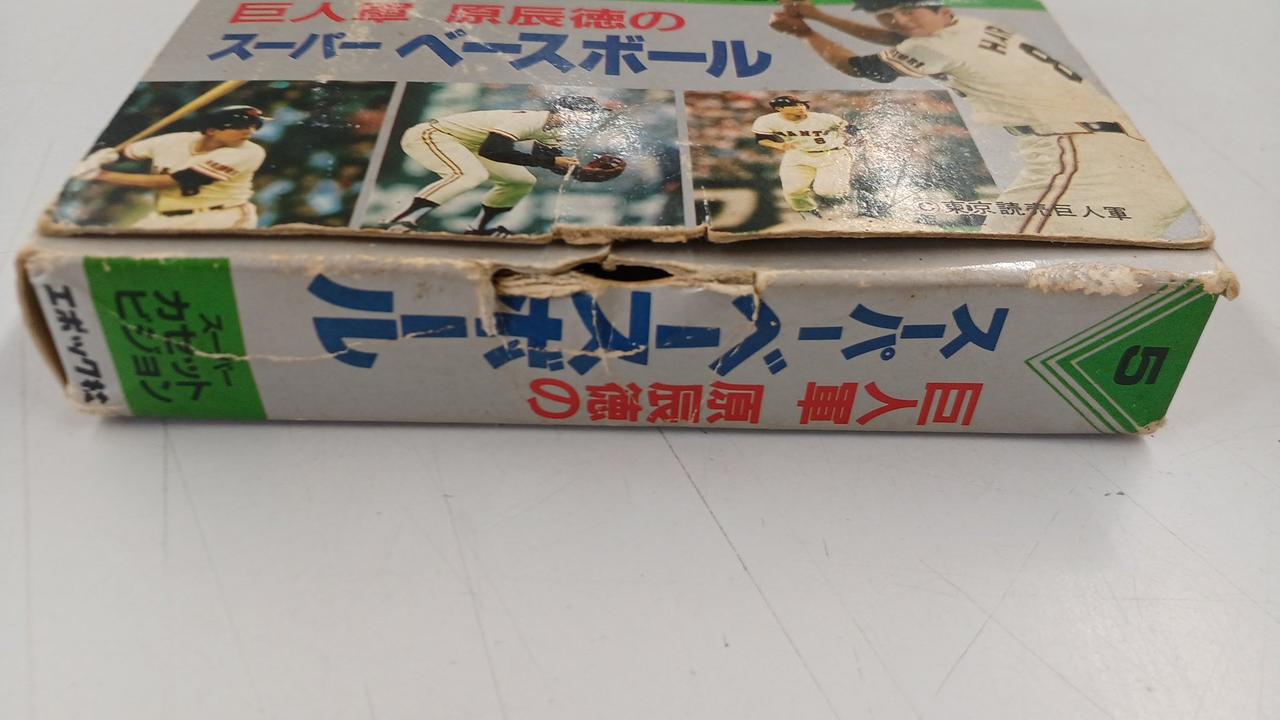 巨人軍 原辰徳の
スーパー ベースボール
HARA
8
GIANTS
8
©東京読売巨人軍
5
巨人軍 原辰徳の
スーパーベースボール
スーパー
カセット
ビジョン
エポック社